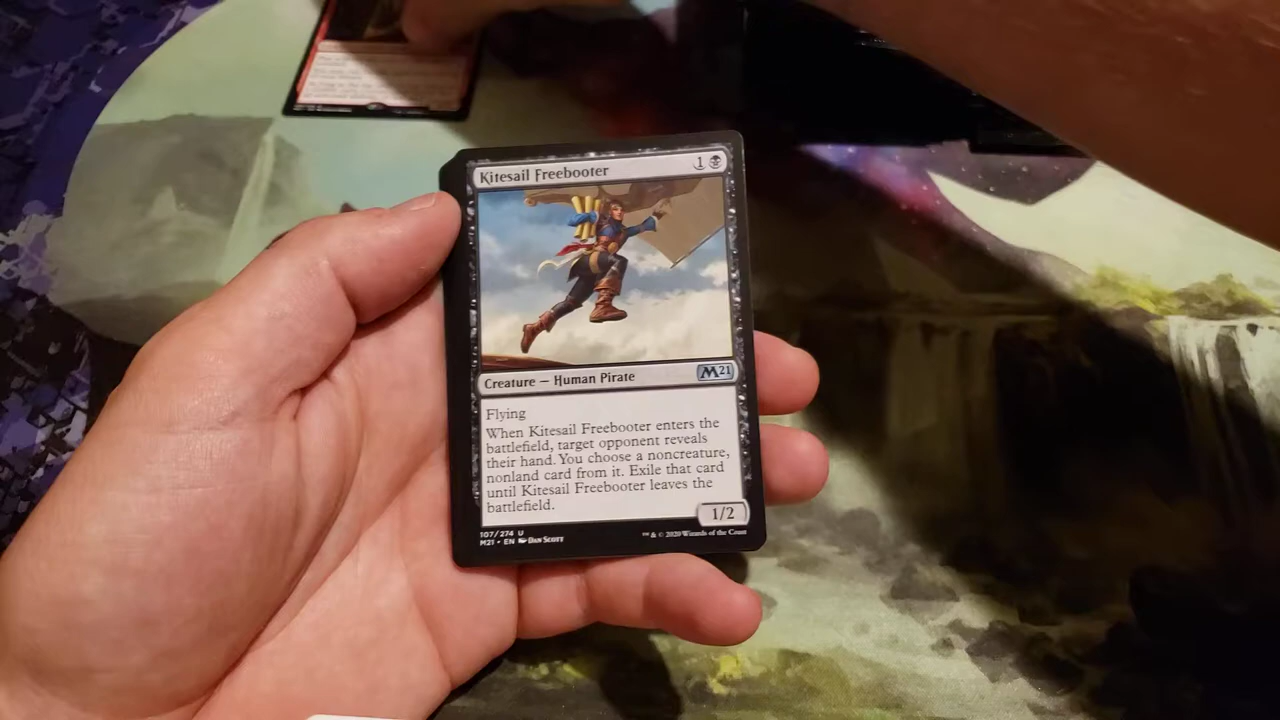 Kitesail Freebooter 1
Creature — Human Pirate M21
Flying
When Kitesail Freebooter enters the
battlefield, target opponent reveals
their hand. You choose a noncreature,
nonland card from it. Exile that card
until Kitesail Freebooter leaves the
battlefield.
1/2
107/274 U
M21 • EN Dan Scott
™ & © 2020 Wizards of the Coast